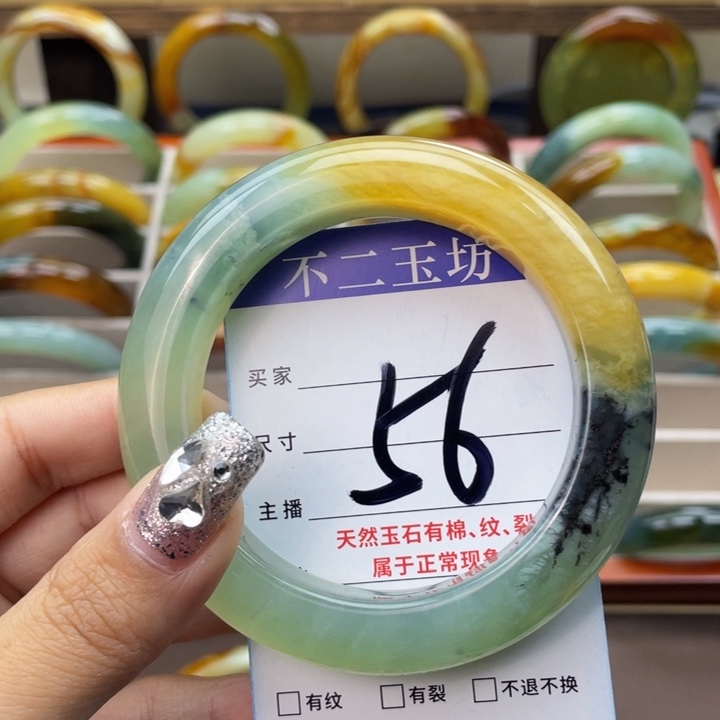 不二玉坊
买家
56
尺寸
主播
天然玉石有棉、纹、裂
属于正常现象
□有纹 □有裂 □不退不换